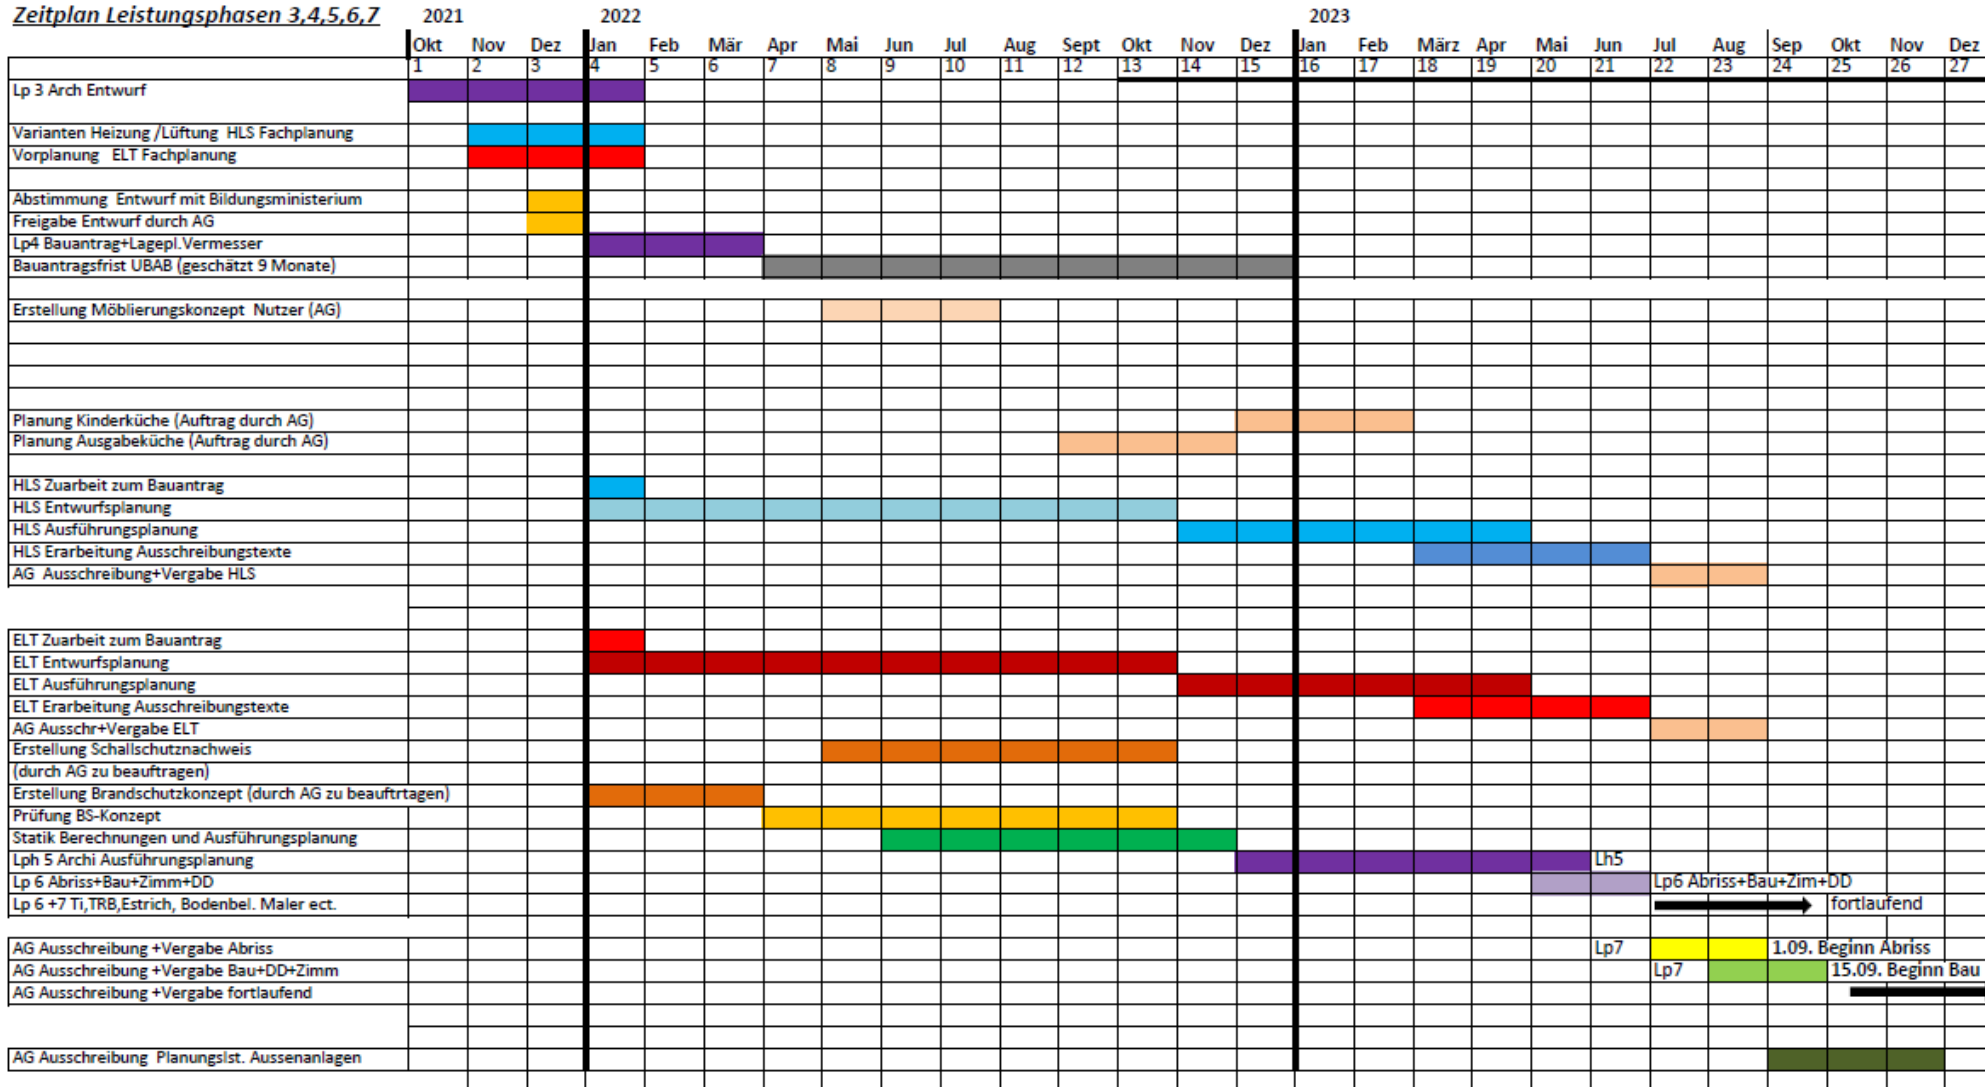 Zeitplan Leistungsphasen 3,4,5,6,7 2021 2022 2023
Okt Nov Dez Jan Feb Mär Apr Mai Jun Jul Aug Sept Okt Nov Dez Jan Feb März Apr Mai Jun Jul Aug Sep Okt Nov Dez
1 2 3 4 5 6 7 8 9 10 11 12 13 14 15 16 17 18 19 20 21 22 23 24 25 26 27
Lp 3 Arch Entwurf
Varianten Heizung /Lüftung HLS Fachplanung
Vorplanung ELT Fachplanung
Abstimmung Entwurf mit Bildungsministerium
Freigabe Entwurf durch AG
Lp4 Bauantrag+Lagepl.Vermesser
Bauantragsfrist UBAB (geschätzt 9 Monate)
Erstellung Möblierungskonzept Nutzer (AG)
Planung Kinderküche (Auftrag durch AG)
Planung Ausgabeküche (Auftrag durch AG)
HLS Zuarbeit zum Bauantrag
HLS Entwurfsplanung
HLS Ausführungsplanung
HLS Erarbeitung Ausschreibungstexte
AG Ausschreibung+Vergabe HLS
ELT Zuarbeit zum Bauantrag
ELT Entwurfsplanung
ELT Ausführungsplanung
ELT Erarbeitung Ausschreibungstexte
AG Ausschr+Vergabe ELT
Erstellung Schallschutznachweis
(durch AG zu beauftragen)
Erstellung Brandschutzkonzept (durch AG zu beauftrtagen)
Prüfung BS-Konzept
Statik Berechnungen und Ausführungsplanung
Lph 5 Archi Ausführungsplanung Lh5
Lp 6 Abriss+Bau+Zimm+DD Lp6 Abriss+Bau+Zim+DD
Lp 6 +7 Ti,TRB,Estrich, Bodenbel. Maler ect. fortlaufend
AG Ausschreibung +Vergabe Abriss Lp7 1.09. Beginn Abriss
AG Ausschreibung +Vergabe Bau+DD+Zimm Lp7 15.09. Beginn Bau
AG Ausschreibung +Vergabe fortlaufend
AG Ausschreibung Planungslst. Aussenanlagen